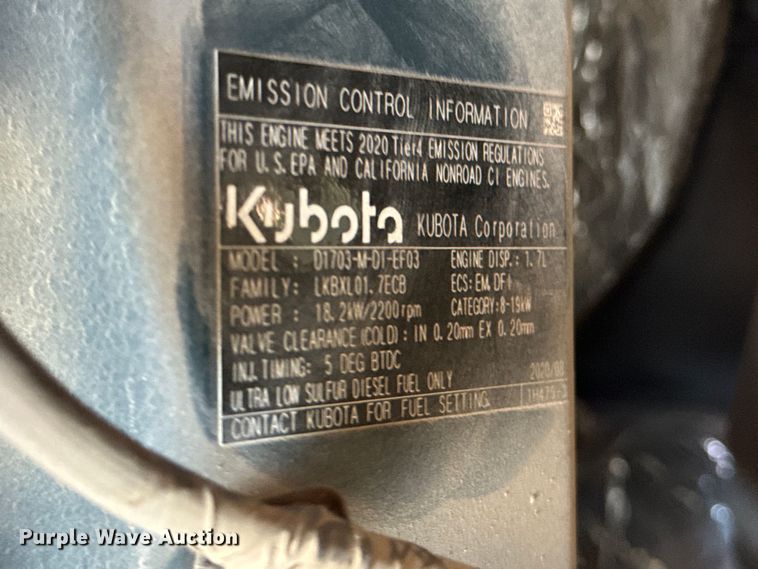 EMISSION CONTROL INFORMATION
THIS ENGINE MEETS 2020 Tier4 EMISSION REGULATIONS
FOR U.S. EPA AND CALIFORNIA NONROAD CI ENGINES.
Kubota KUBOTA Corporation
MODEL : D1703-M-DI-EF03 ENGINE DISP.: 1.7L
FAMILY: LKBXL01.7ECB ECS: EM, DFI
POWER : 18.2kW/2200rpm CATEGORY: 8-19kW
VALVE CLEARANCE (COLD) : IN 0.20mm EX 0.20mm
INJ. TIMING: 5 DEG BTDC
ULTRA LOW SULFUR DIESEL FUEL ONLY
CONTACT KUBOTA FOR FUEL SETTING.
Purple Wave Auction